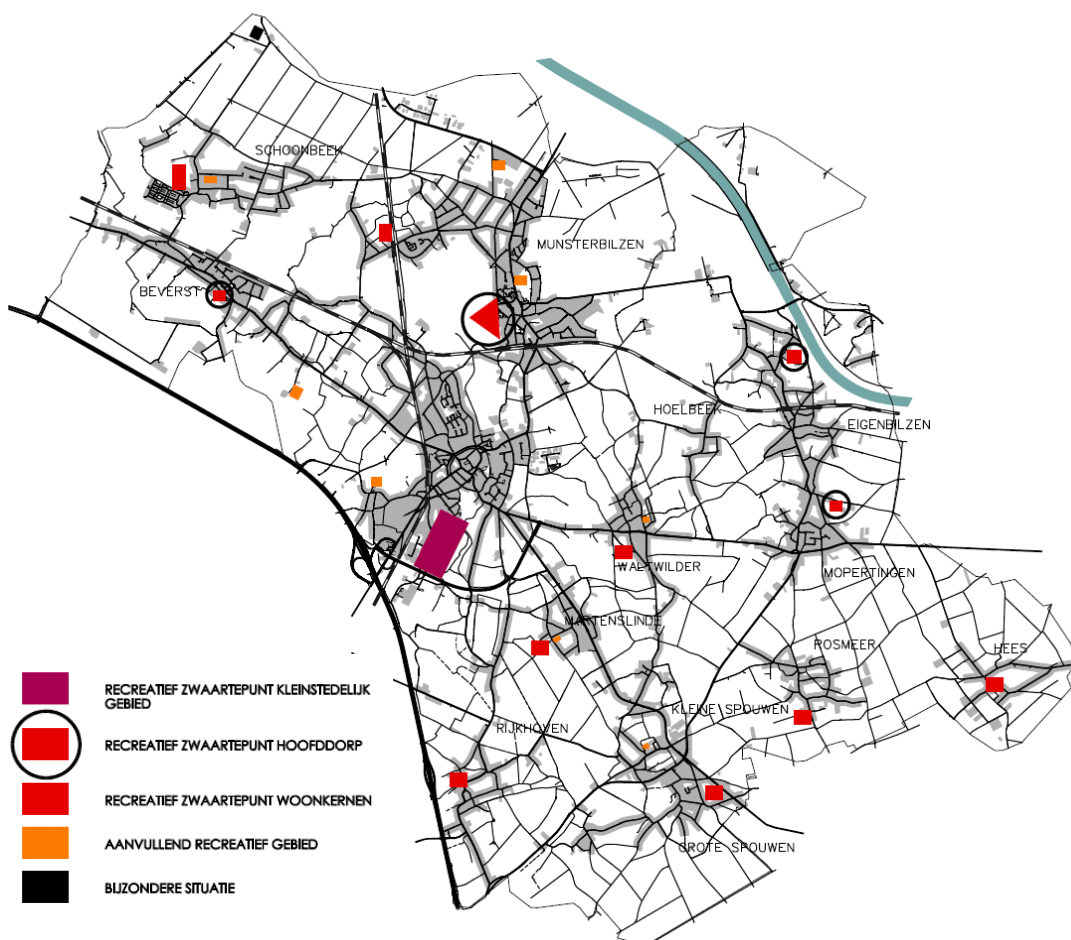 SCHOONBEEK
MUNSTERBILZEN
BEVERST
HOELBEEK
EIGENBILZEN
WALTWILDER
MOPERTINGEN
MARTENSLINDE
ROSMEER
HEES
KLEINE SPOUWEN
RIJKHOVEN
GROTE SPOUWEN
RECREATIEF ZWAARTEPUNT KLEINSTEDELIJK
GEBIED
RECREATIEF ZWAARTEPUNT HOOFDDORP
RECREATIEF ZWAARTEPUNT WOONKERNEN
AANVULLEND RECREATIEF GEBIED
BIJZONDERE SITUATIE